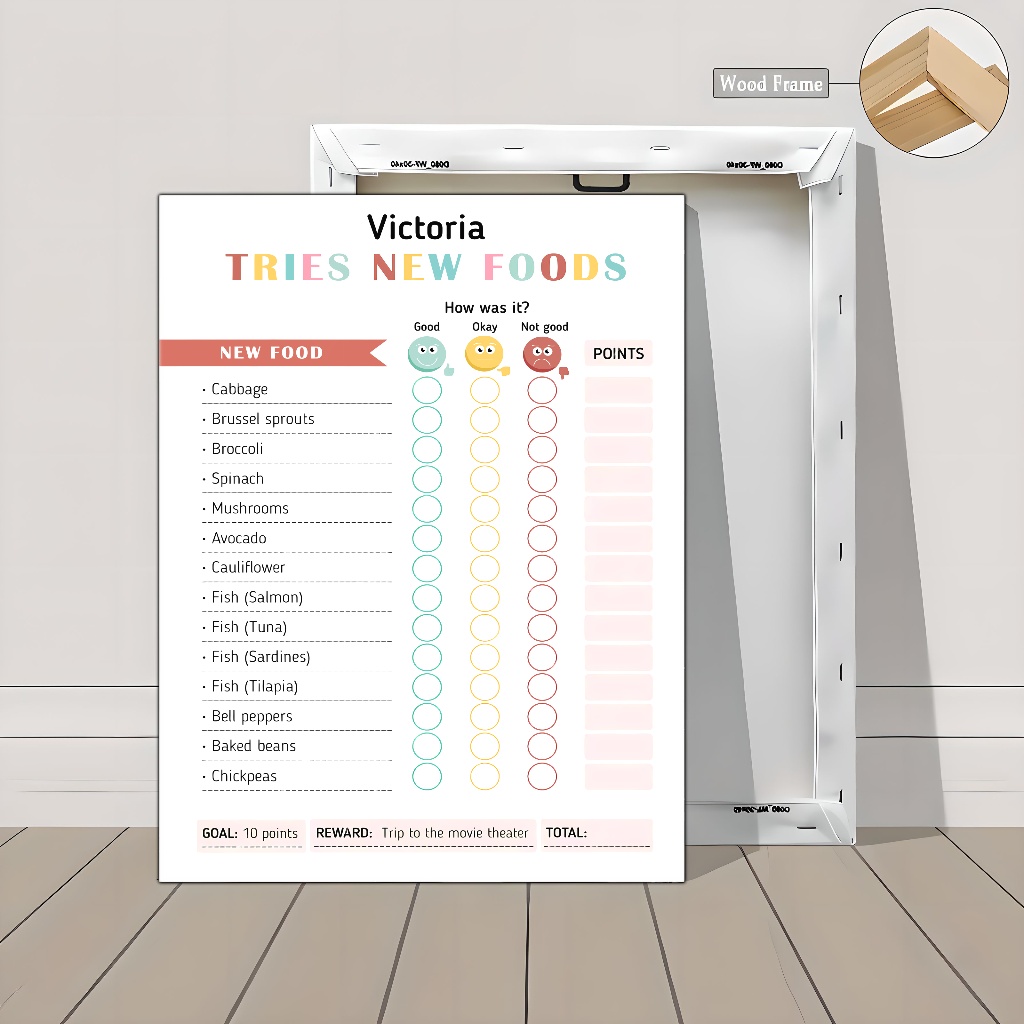 Wood Frame
Victoria
TRIES NEW FOODS
How was it?
Good Okay Not good
NEW FOOD POINTS
· Cabbage
· Brussel sprouts
· Broccoli
· Spinach
· Mushrooms
· Avocado
· Cauliflower
· Fish (Salmon)
· Fish (Tuna)
· Fish (Sardines)
· Fish (Tilapia)
· Bell peppers
· Baked beans
· Chickpeas
GOAL: 10 points REWARD: Trip to the movie theater TOTAL: